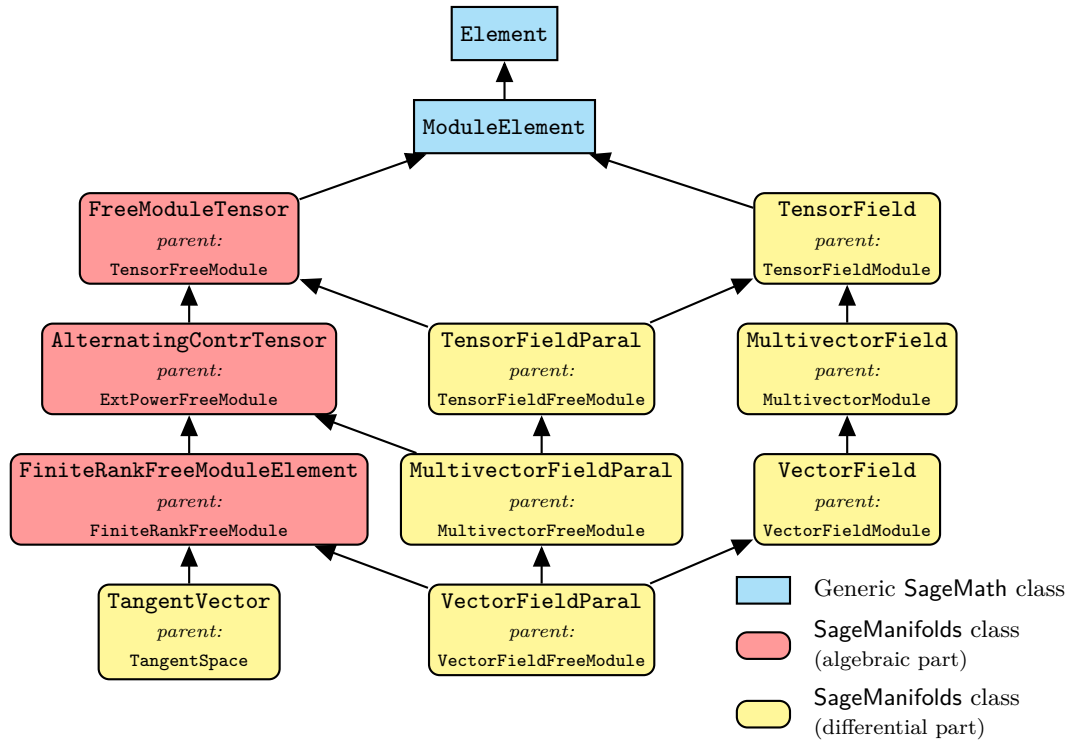 Element
ModuleElement
FreeModuleTensor
parent:
TensorFreeModule
TensorField
parent:
TensorFieldModule
AlternatingContrTensor
parent:
ExtPowerFreeModule
TensorFieldParal
parent:
TensorFieldFreeModule
MultivectorField
parent:
MultivectorModule
FiniteRankFreeModuleElement
parent:
FiniteRankFreeModule
MultivectorFieldParal
parent:
MultivectorFreeModule
VectorField
parent:
VectorFieldModule
TangentVector
parent:
TangentSpace
VectorFieldParal
parent:
VectorFieldFreeModule
Generic SageMath class
SageManifolds class
(algebraic part)
SageManifolds class
(differential part)